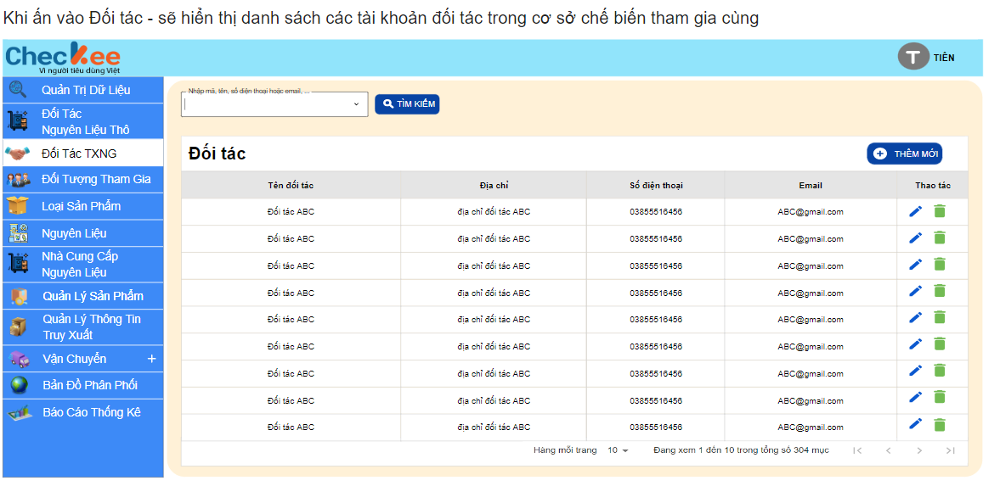 Khi ấn vào Đối tác - sẽ hiển thị danh sách các tài khoản đối tác trong cơ sở chế biến tham gia cùng
Checkee
Vì người tiêu dùng Việt
T TIÊN
Quản Trị Dữ Liệu
Đối Tác
Nguyên Liệu Thô
Đối Tác TXNG
Đối Tượng Tham Gia
Loại Sản Phẩm
Nguyên Liệu
Nhà Cung Cấp
Nguyên Liệu
Quản Lý Sản Phẩm
Quản Lý Thông Tin
Truy Xuất
Vận Chuyển +
Bản Đồ Phân Phối
Báo Cáo Thống Kê
Nhập mã, tên, số điện thoại hoặc email, ...
TÌM KIẾM
Đối tác
THÊM MỚI
Tên đối tác Địa chỉ Số điện thoại Email Thao tác
Đối tác ABC địa chỉ đối tác ABC 03855516456 ABC@gmail.com
Đối tác ABC địa chỉ đối tác ABC 03855516456 ABC@gmail.com
Đối tác ABC địa chỉ đối tác ABC 03855516456 ABC@gmail.com
Đối tác ABC địa chỉ đối tác ABC 03855516456 ABC@gmail.com
Đối tác ABC địa chỉ đối tác ABC 03855516456 ABC@gmail.com
Đối tác ABC địa chỉ đối tác ABC 03855516456 ABC@gmail.com
Đối tác ABC địa chỉ đối tác ABC 03855516456 ABC@gmail.com
Đối tác ABC địa chỉ đối tác ABC 03855516456 ABC@gmail.com
Đối tác ABC địa chỉ đối tác ABC 03855516456 ABC@gmail.com
Hàng mỗi trang 10 Đang xem 1 đến 10 trong tổng số 304 mục